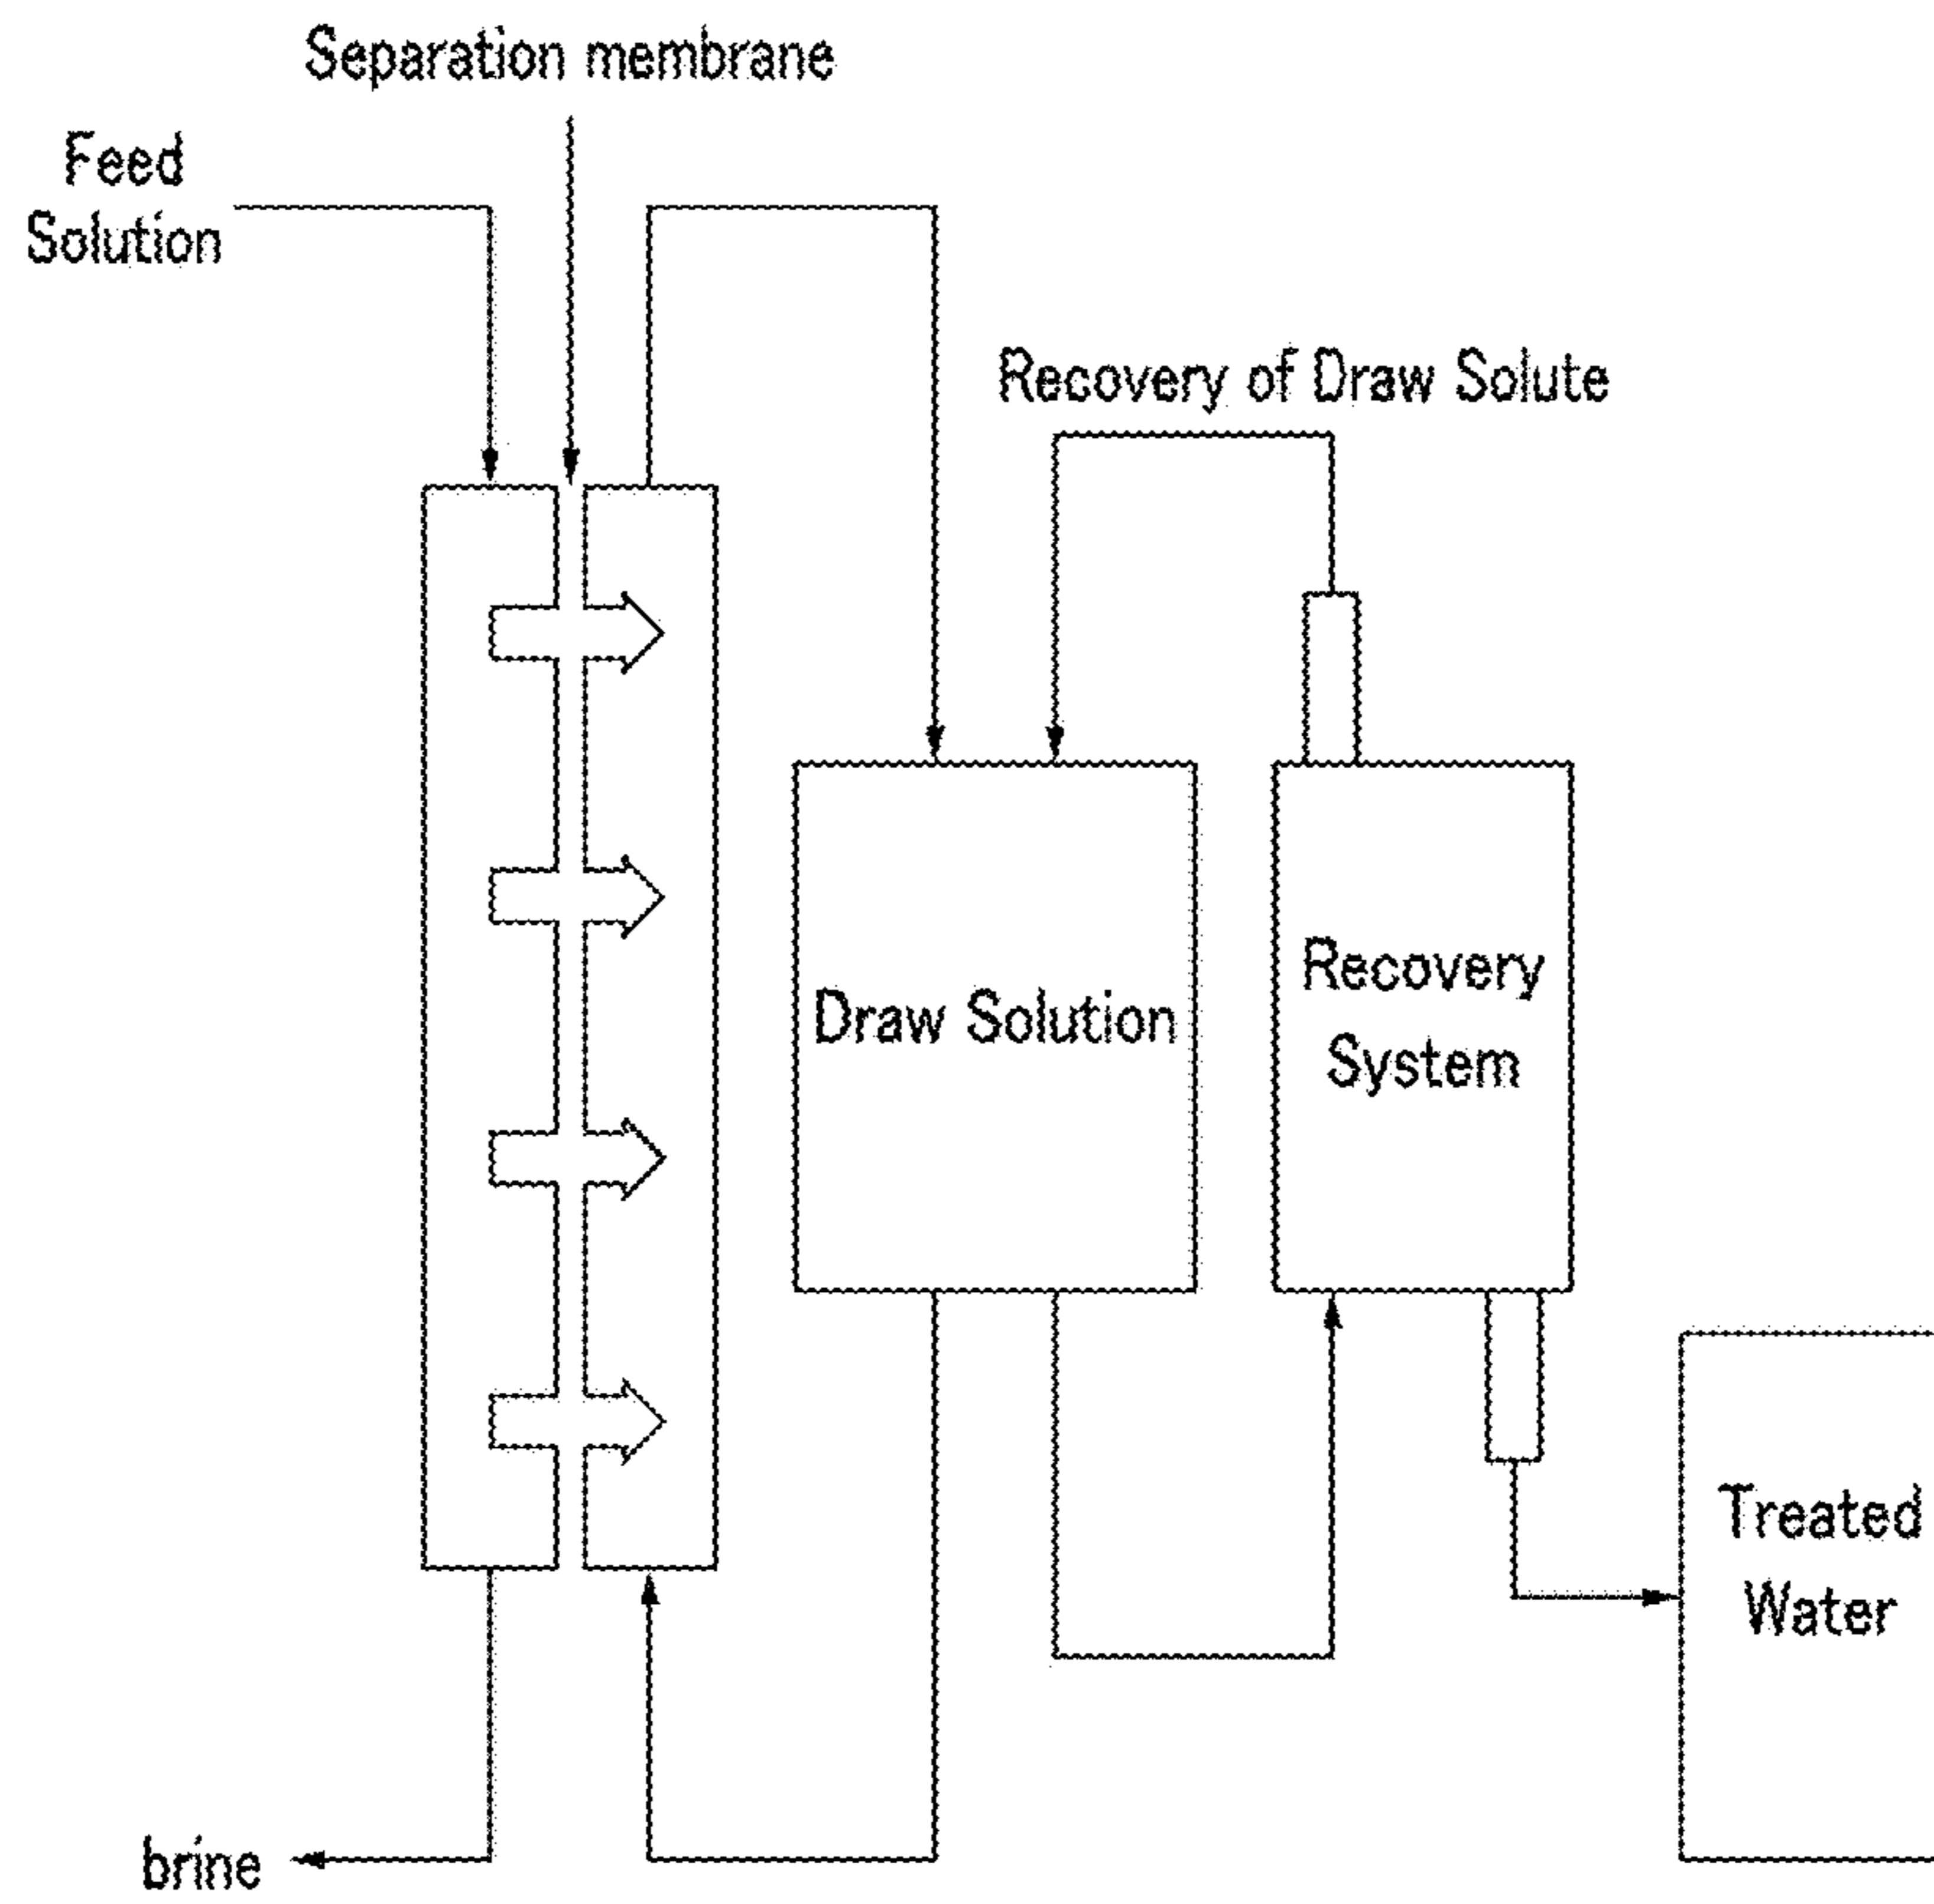 Separation membrane
Feed
Solution
Recovery of Draw Solute
Draw Solution
Recovery
System
Treated
Water
brine